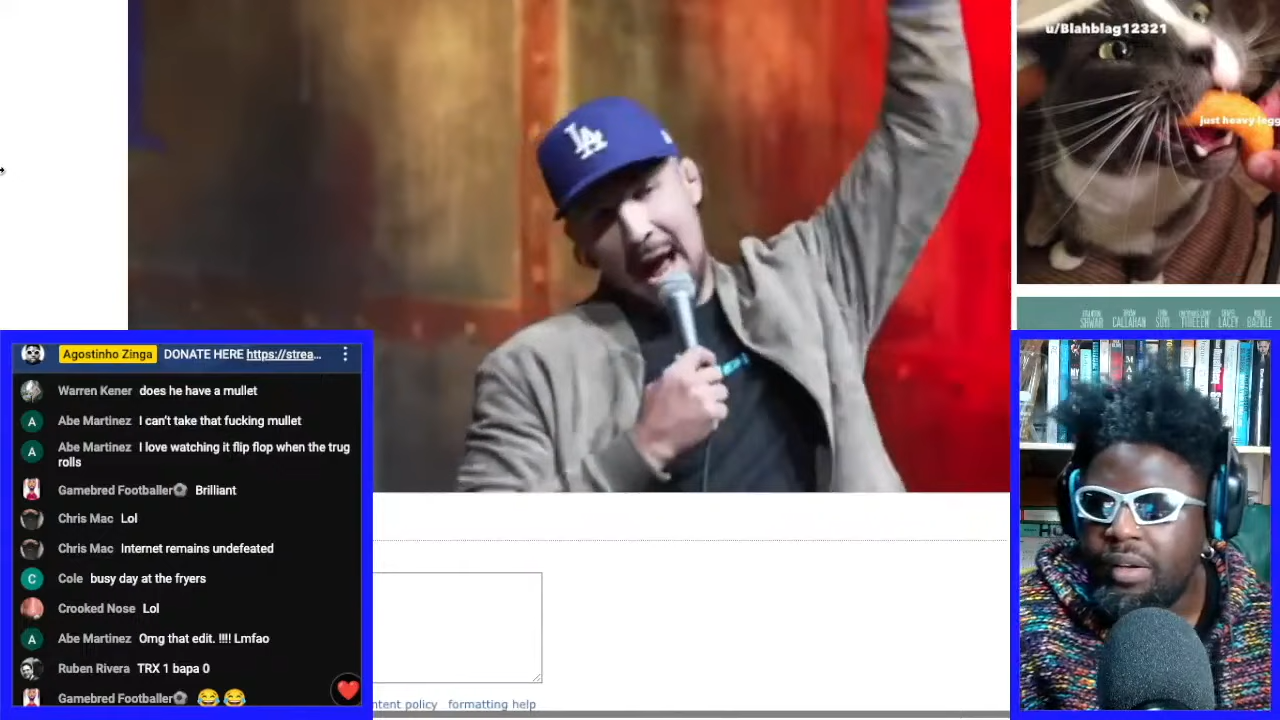 LA
u/Blahblag12321
just heavy legg
CALLAHAN
LACEY
Agostinho Zinga DONATE HERE https://strea...
Warren Kener does he have a mullet
A Abe Martinez I can't take that fucking mullet
A Abe Martinez I love watching it flip flop when the trug
rolls
Gamebred Footballer⚽ Brilliant
Chris Mac Lol
Chris Mac Internet remains undefeated
C Cole busy day at the fryers
Crooked Nose Lol
A Abe Martinez Omg that edit. !!!! Lmfao
Ruben Rivera TRX 1 bapa 0
Gamebred Footballer⚽ 😂 😂
ntent policy formatting help